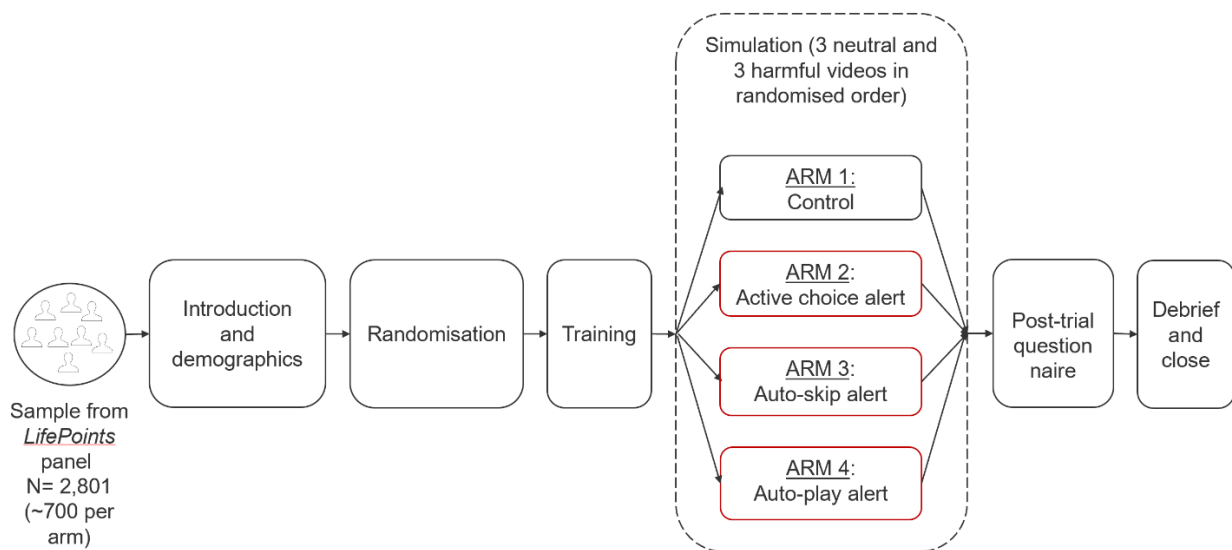 Sample from
LifePoints
panel
N= 2,801
(~700 per
arm)
Introduction
and
demographics
Randomisation
Training
Simulation (3 neutral and
3 harmful videos in
randomised order)
ARM 1:
Control
ARM 2:
Active choice alert
ARM 3:
Auto-skip alert
ARM 4:
Auto-play alert
Post-trial
question
naire
Debrief
and
close